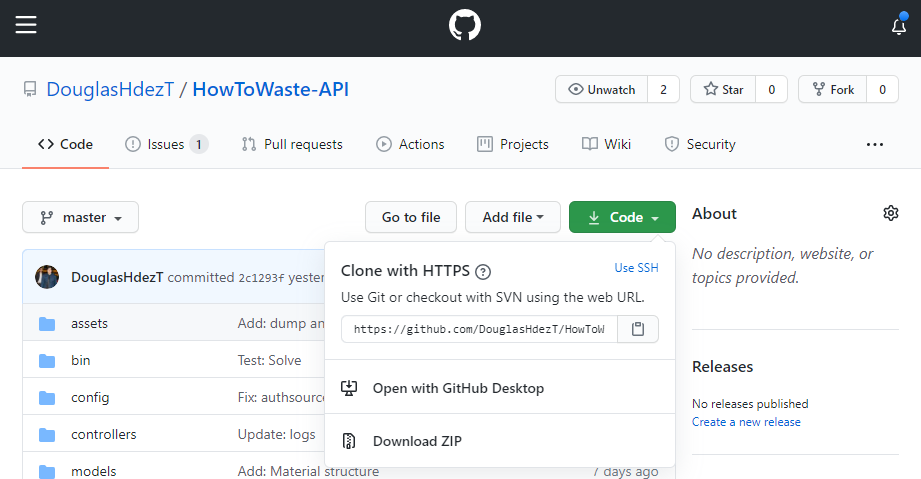 DouglasHdezT / HowToWaste-API
Unwatch 2
Star 0
Fork 0
Code
Issues 1
Pull requests
Actions
Projects
Wiki
Security
master
Go to file
Add file
Code
DouglasHdezT committed 2c1293f yester
assets Add: dump an
bin Test: Solve
config Fix: authsource
controllers Update: logs
models Add: Material structure 7 days ago
Clone with HTTPS ?
Use SSH
Use Git or checkout with SVN using the web URL.
https://github.com/DouglasHdezT/HowToW
Open with GitHub Desktop
Download ZIP
About
No description, website, or
topics provided.
Releases
No releases published
Create a new release